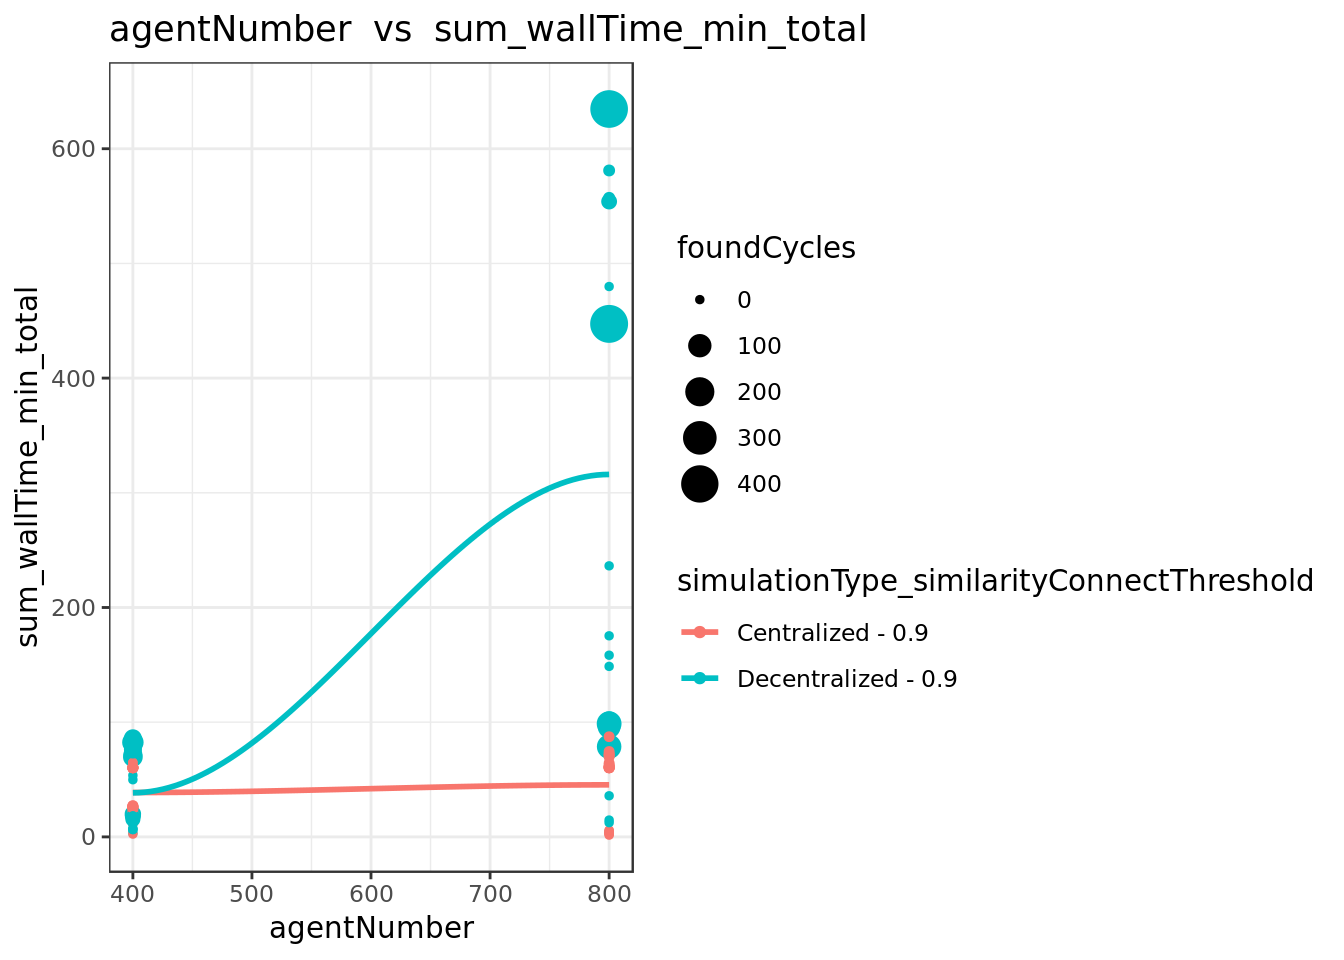 agentNumber vs sum_wallTime_min_total
sum_wallTime_min_total
600
400
200
0
400 500 600 700 800
agentNumber
foundCycles
0
100
200
300
400
simulationType_similarityConnectThreshold
Centralized - 0.9
Decentralized - 0.9